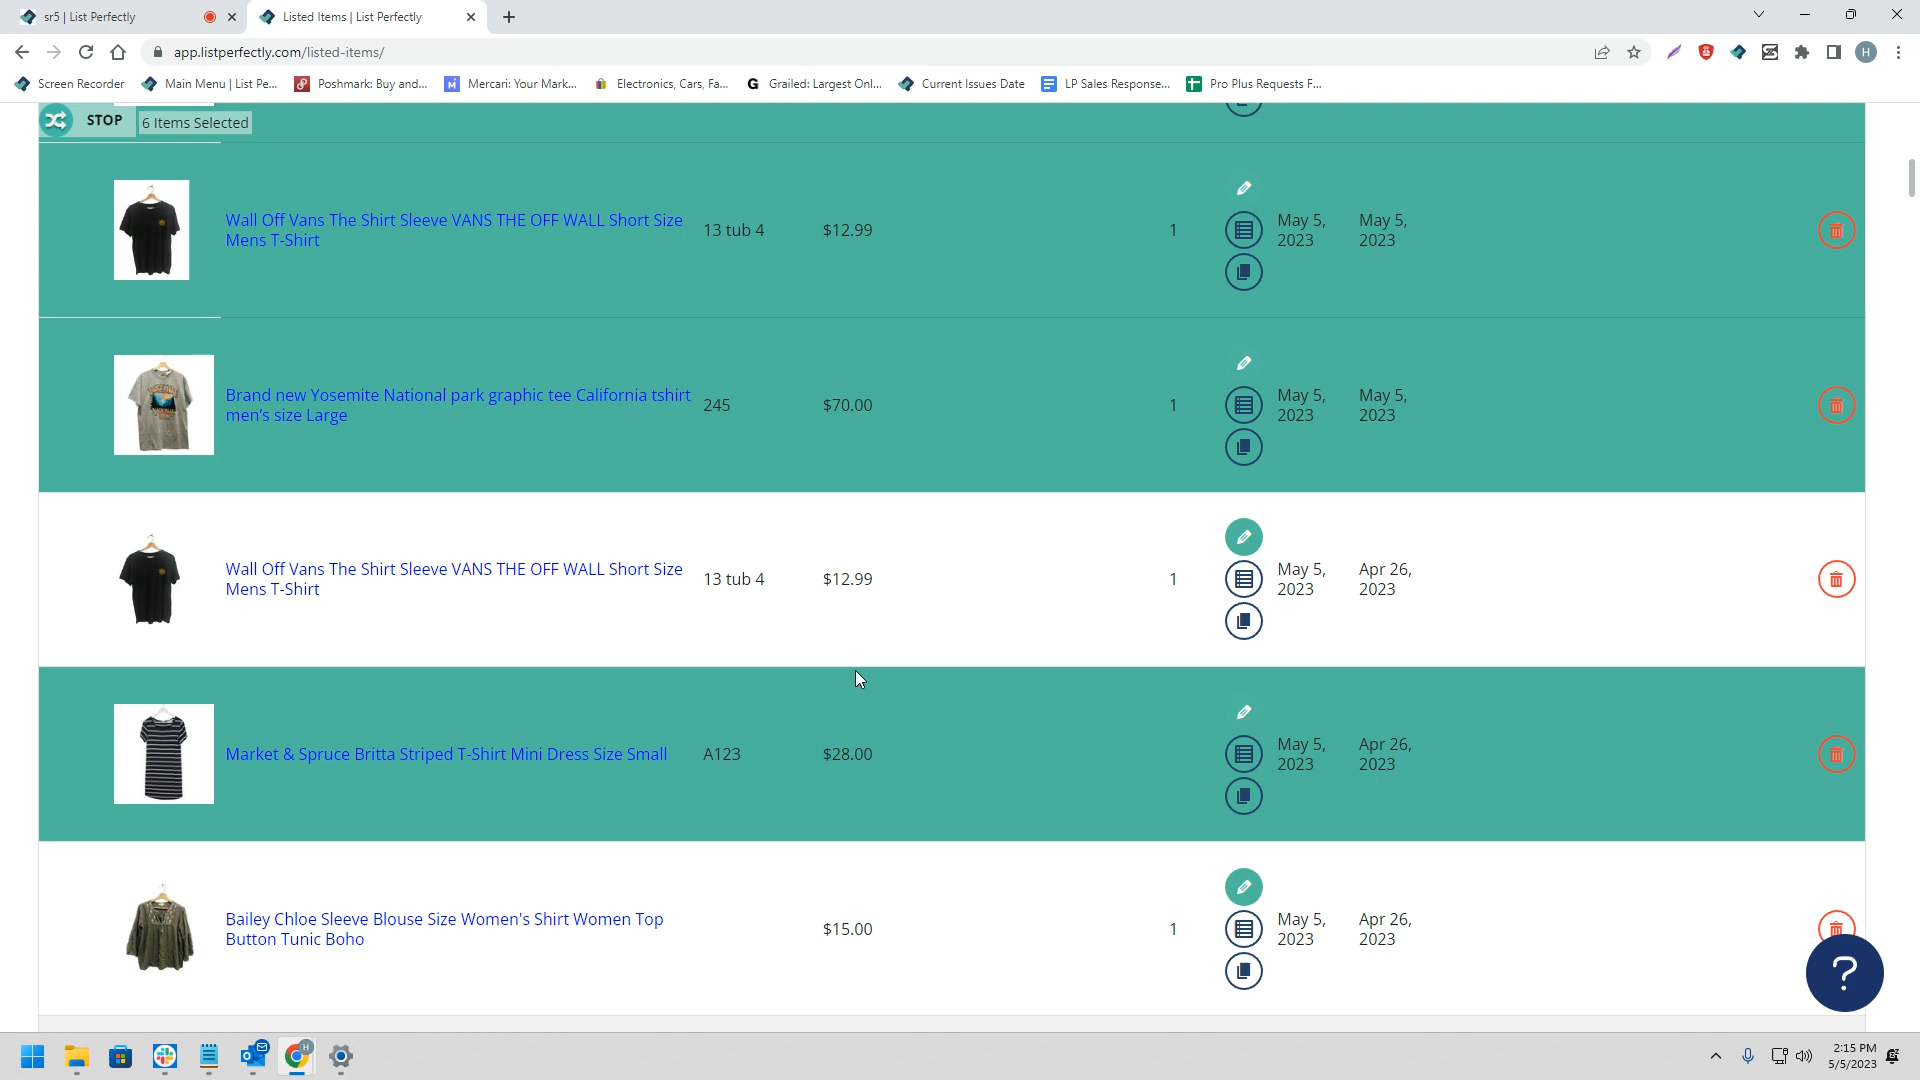 sr5 | List Perfectly
Listed Items | List Perfectly
app.listperfectly.com/listed-items/
H
Screen Recorder
Main Menu | List Pe...
Poshmark: Buy and...
Mercari: Your Mark...
Electronics, Cars, Fa...
G Grailed: Largest Onl...
Current Issues Date
LP Sales Response...
Pro Plus Requests F...
STOP
6 Items Selected
Wall Off Vans The Shirt Sleeve VANS THE OFF WALL Short Size
Mens T-Shirt
13 tub 4
$12.99
1
May 5,
2023
May 5,
2023
Brand new Yosemite National park graphic tee California tshirt
men's size Large
245
$70.00
1
May 5,
2023
May 5,
2023
Wall Off Vans The Shirt Sleeve VANS THE OFF WALL Short Size
Mens T-Shirt
13 tub 4
$12.99
1
May 5,
2023
Apr 26,
2023
Market & Spruce Britta Striped T-Shirt Mini Dress Size Small
A123
$28.00
May 5,
2023
Apr 26,
2023
Bailey Chloe Sleeve Blouse Size Women's Shirt Women Top
Button Tunic Boho
$15.00
1
May 5,
2023
Apr 26,
2023
?
2:15 PM
5/5/2023